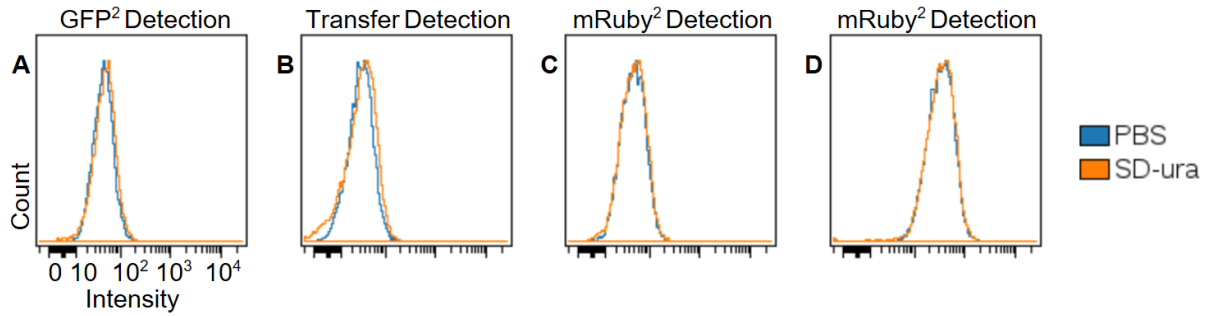 GFP² Detection
Transfer Detection
mRuby² Detection
mRuby² Detection
A
B
C
D
Count
0 10 10² 10³ 10⁴
Intensity
PBS
SD-ura